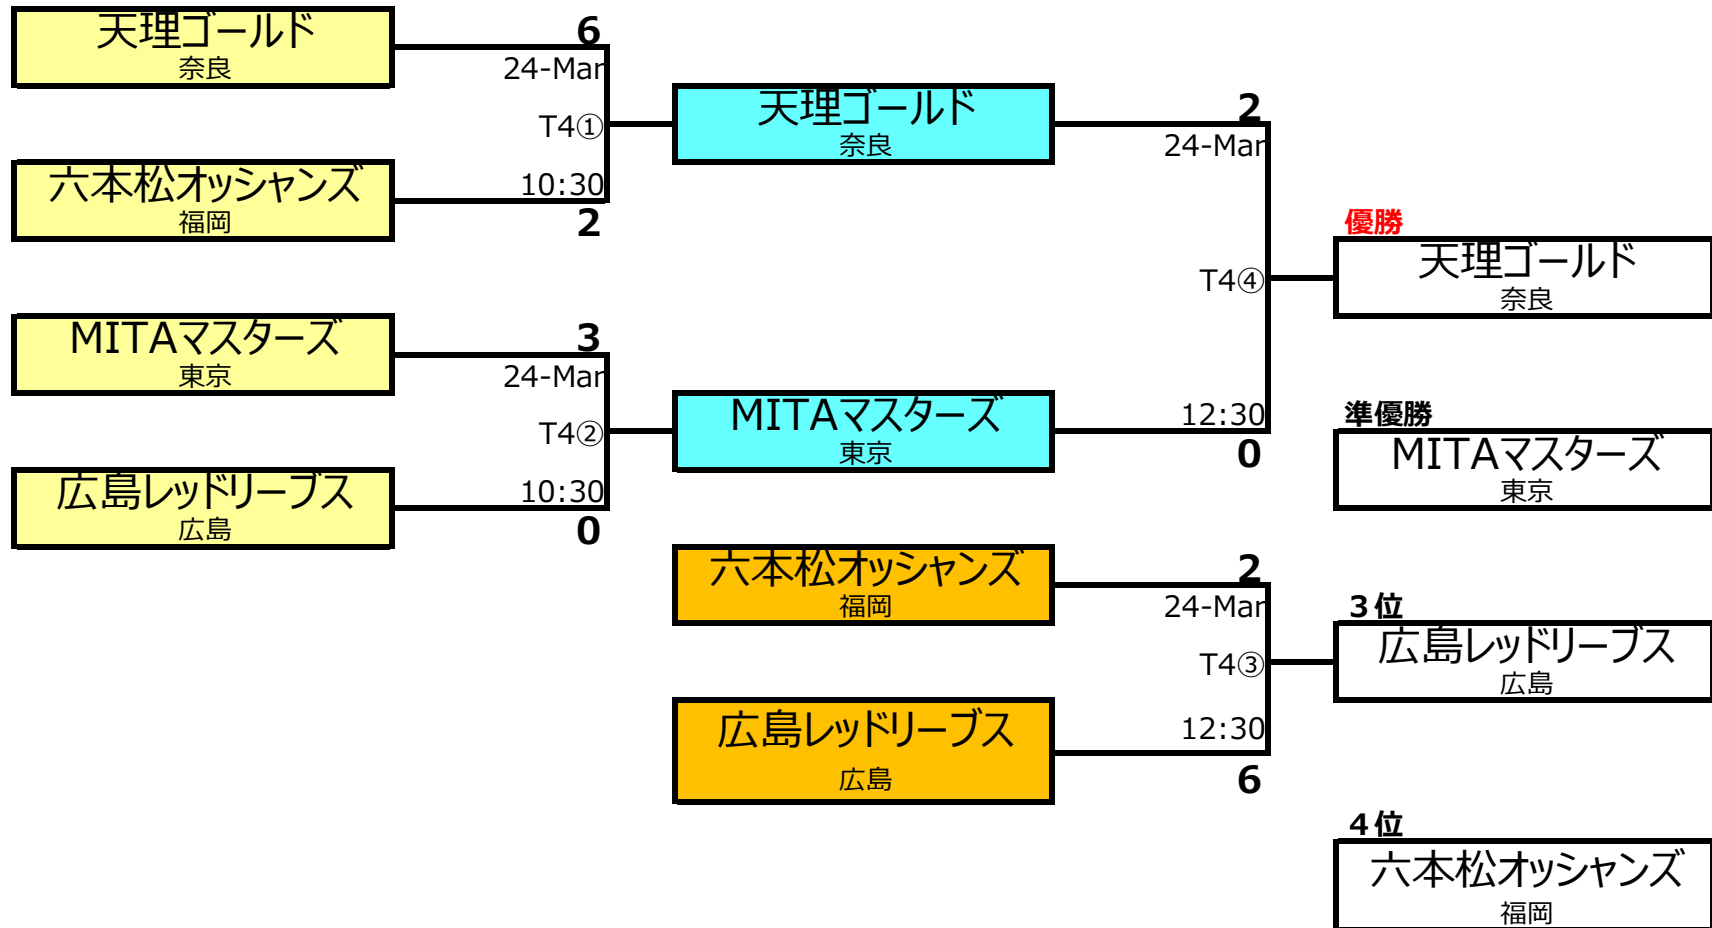 天理ゴールド
奈良
6
24-Mar
T4①
10:30
六本松オッシャンズ
福岡
2
MITAマスターズ
東京
3
24-Mar
T4②
10:30
広島レッドリーブス
広島
0
天理ゴールド
奈良
2
24-Mar
T4④
12:30
MITAマスターズ
東京
0
六本松オッシャンズ
福岡
2
24-Mar
T4③
12:30
広島レッドリーブス
広島
6
優勝
天理ゴールド
奈良
準優勝
MITAマスターズ
東京
３位
広島レッドリーブス
広島
４位
六本松オッシャンズ
福岡